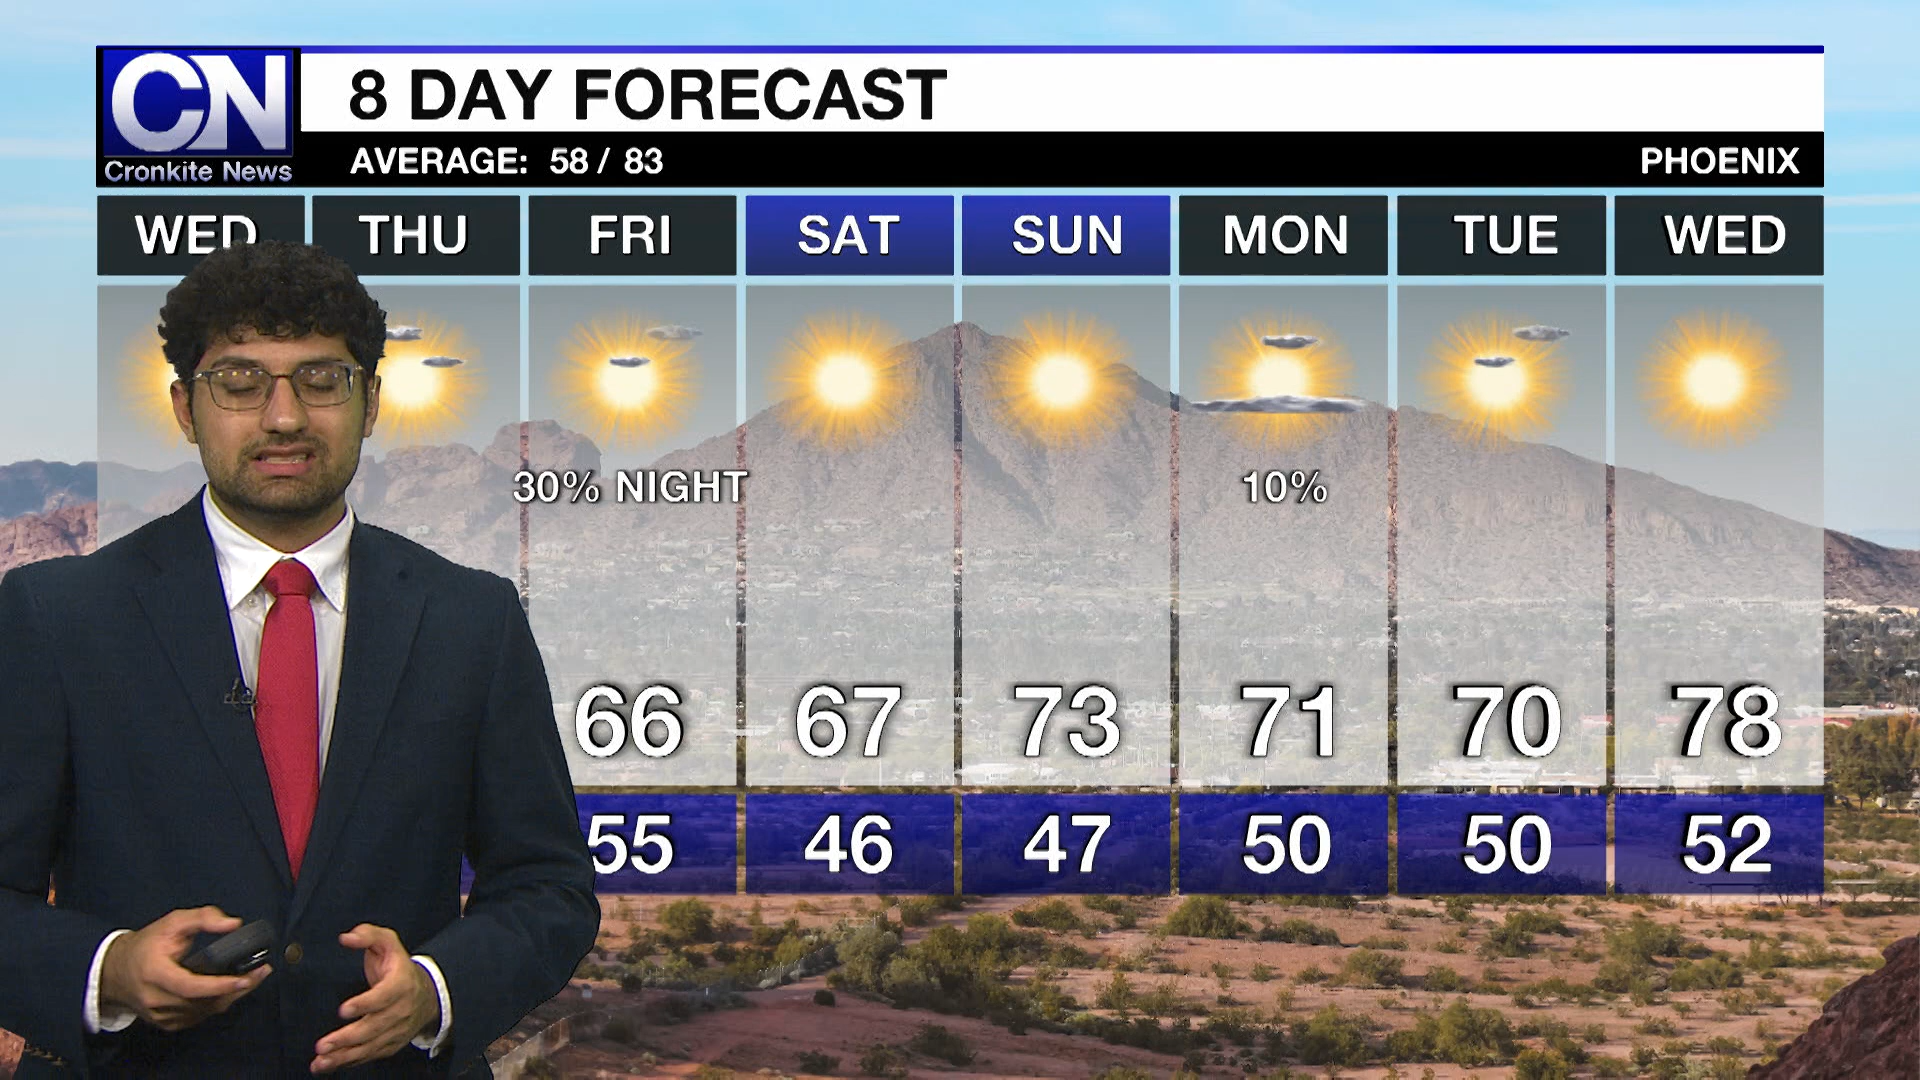 CN
Cronkite News
8 DAY FORECAST
AVERAGE: 58 / 83
PHOENIX
WED THU FRI SAT SUN MON TUE WED
30% NIGHT 10%
66 67 73 71 70 78
55 46 47 50 50 52